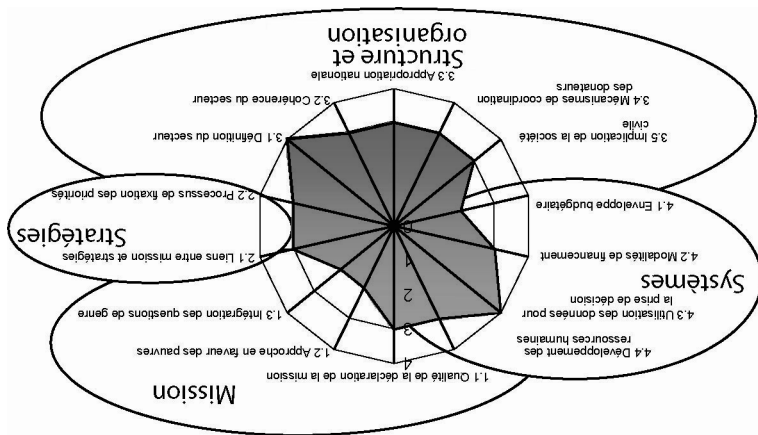 1.1 Qualité de la déclaration de la mission
Mission
1.2 Approche en faveur des pauvres
1.3 Intégration des questions de genre
2.1 Liens entre mission et stratégies
Stratégies
2.2 Processus de fixation des priorités
3.1 Définition du secteur
3.2 Cohérence du secteur
3.3 Appropriation nationale
Structure et
organisation
3.4 Mécanismes de coordination
des donateurs
3.5 Implication de la société
civile
4.1 Enveloppe budgétaire
4.2 Modalités de financement
Systèmes
4.3 Utilisation des données pour
la prise de décision
4.4 Développement des
ressources humaines
4
3
2
1
0